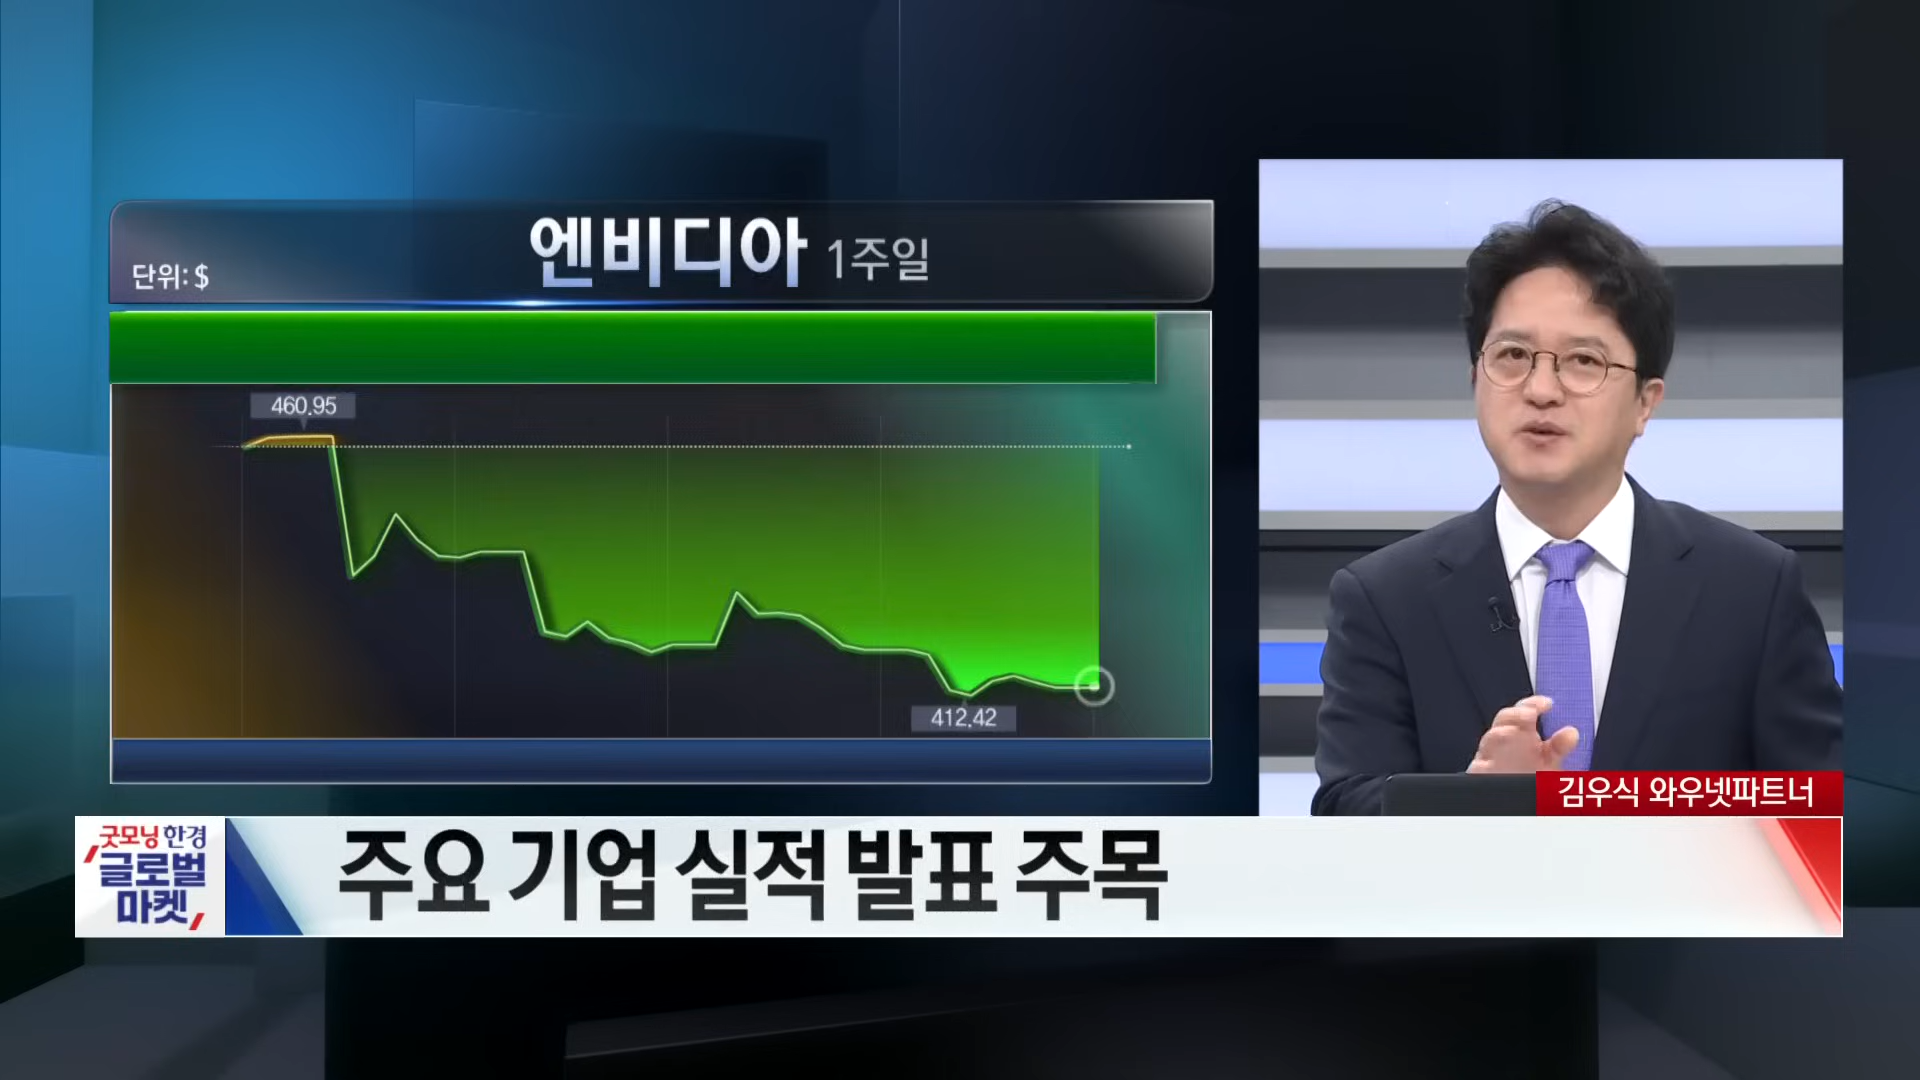 엔비디아 1주일
단위: $
460.95
412.42
김우식 와우넷파트너
굿모닝 한경
글로벌
마켓
주요 기업 실적 발표 주목